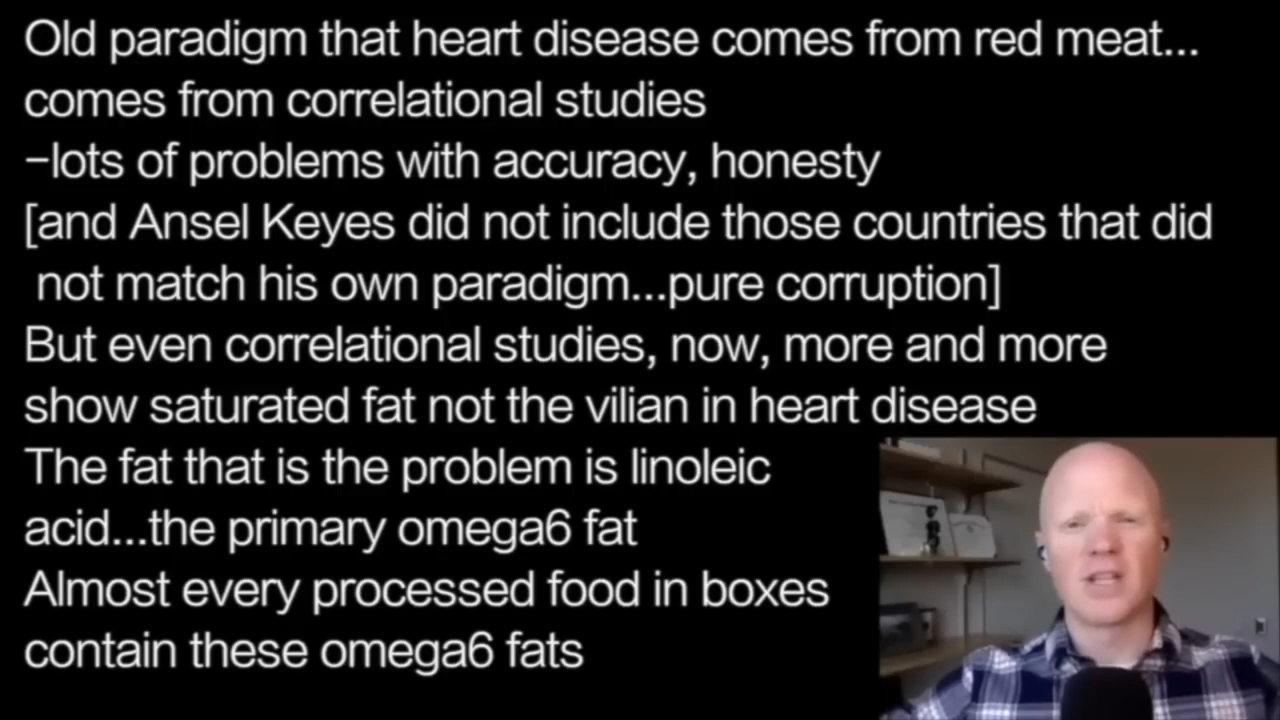 Old paradigm that heart disease comes from red meat...
comes from correlational studies
–lots of problems with accuracy, honesty
[and Ansel Keyes did not include those countries that did
not match his own paradigm...pure corruption]
But even correlational studies, now, more and more
show saturated fat not the vilian in heart disease
The fat that is the problem is linoleic
acid...the primary omega6 fat
Almost every processed food in boxes
contain these omega6 fats